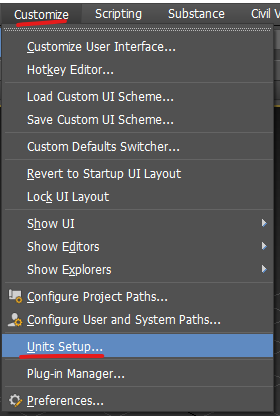 Customize Scripting Substance Civil V
Customize User Interface...
Hotkey Editor...
Load Custom UI Scheme...
Save Custom UI Scheme...
Custom Defaults Switcher...
Revert to Startup UI Layout
Lock UI Layout
Show UI
Show Editors
Show Explorers
Configure Project Paths...
Configure User and System Paths...
Units Setup...
Plug-in Manager...
Preferences...